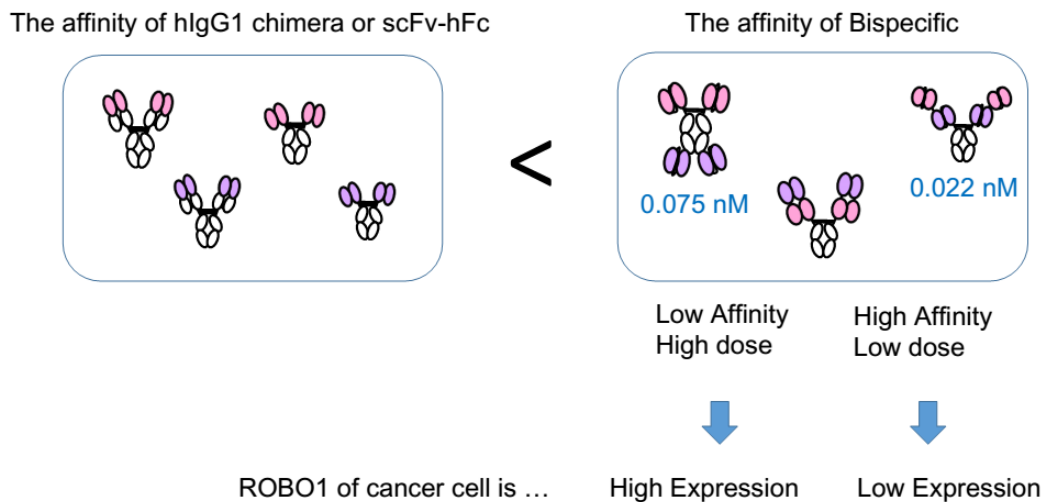 The affinity of hIgG1 chimera or scFv-hFc
The affinity of Bispecific
<
0.075 nM
0.022 nM
Low Affinity
High dose
High Affinity
Low dose
ROBO1 of cancer cell is …
High Expression
Low Expression